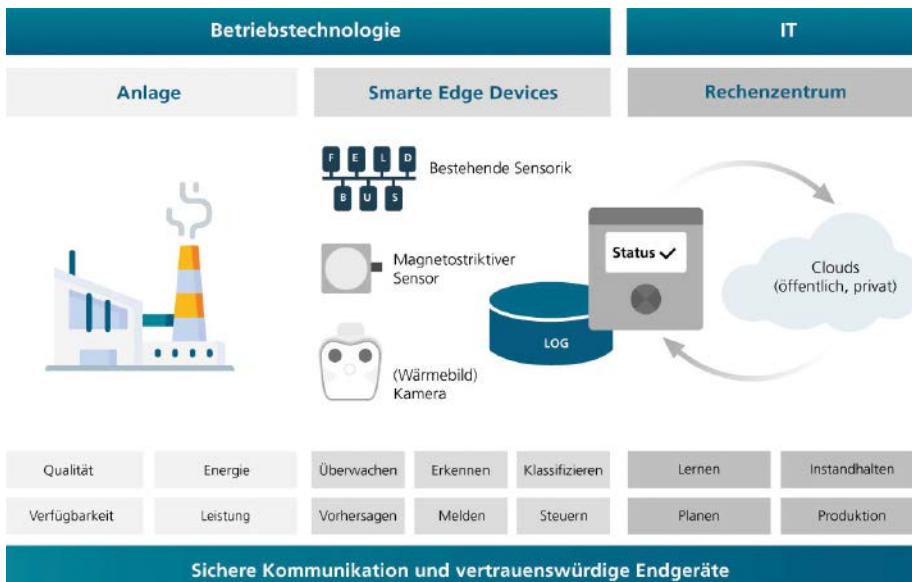 Betriebstechnologie
IT
Anlage
Smarte Edge Devices
Rechenzentrum
F E L D
B U S
Bestehende Sensorik
Magnetostriktiver
Sensor
(Wärmebild)
Kamera
LOG
Status
Clouds
(öffentlich, privat)
Qualität
Energie
Überwachen
Erkennen
Klassifizieren
Lernen
Instandhalten
Verfügbarkeit
Leistung
Vorhersagen
Melden
Steuern
Planen
Produktion
Sichere Kommunikation und vertrauenswürdige Endgeräte